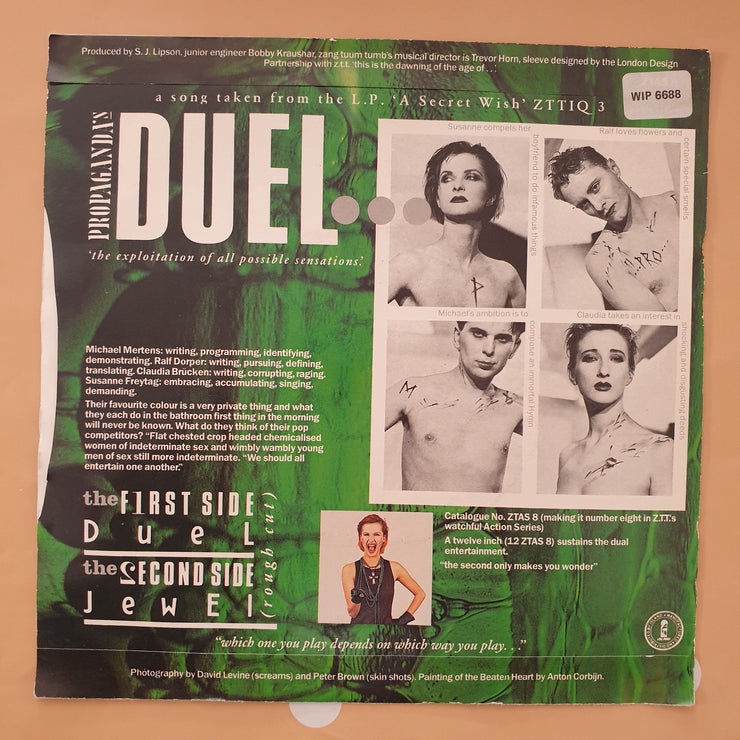 Produced by S. J. Lipson, junior engineer Bobby Kraushar, zang tuum tumb's musical director is Trevor Horn, sleeve designed by the London Design
Partnership with z.t.t. 'this is the dawning of the age of . . .
WIP 6688
a song taken from the L.P. 'A Secret Wish' ZTTIQ 3
PROPAGANDA'S
DUEL...
'the exploitation of all possible sensations.'
Susanne compels her
boyfriend to do infamous things
Ralf loves flowers and
certain special smells
Michael's ambition is to
compose an immortal Hymn
Claudia takes an interest in
shocking and disgusting deeds
P
...PRO...
Michael Mertens: writing, programming, identifying,
demonstrating. Ralf Dorper: writing, pursuing, defining,
translating. Claudia Brücken: writing, corrupting, raging.
Susanne Freytag: embracing, accumulating, singing,
demanding.
Their favourite colour is a very private thing and what
they each do in the bathroom first thing in the morning
will never be known. What do they think of their pop
competitors? "Flat chested crop headed chemicalised
women of indeterminate sex and wimbly wambly young
men of sex still more indeterminate. "We should all
entertain one another."
the FIRST SIDE
DueL
the SECOND SIDE
JewEl
(rough cut)
Catalogue No. ZTAS 8 (making it number eight in Z.T.T.'s
watchful Action Series)
A twelve inch (12 ZTAS 8) sustains the dual
entertainment.
"the second only makes you wonder"
"which one you play depends on which way you play. . ."
Photography by David Levine (screams) and Peter Brown (skin shots). Painting of the Beaten Heart by Anton Corbijn.